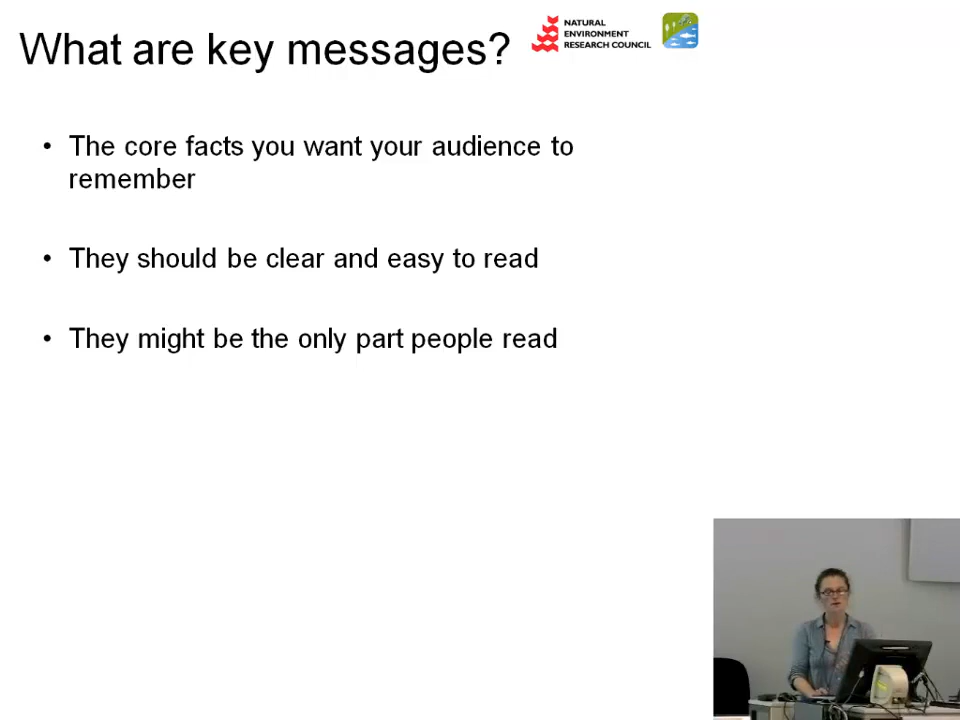 What are key messages?
NATURAL
ENVIRONMENT
RESEARCH COUNCIL
• The core facts you want your audience to
remember
• They should be clear and easy to read
• They might be the only part people read